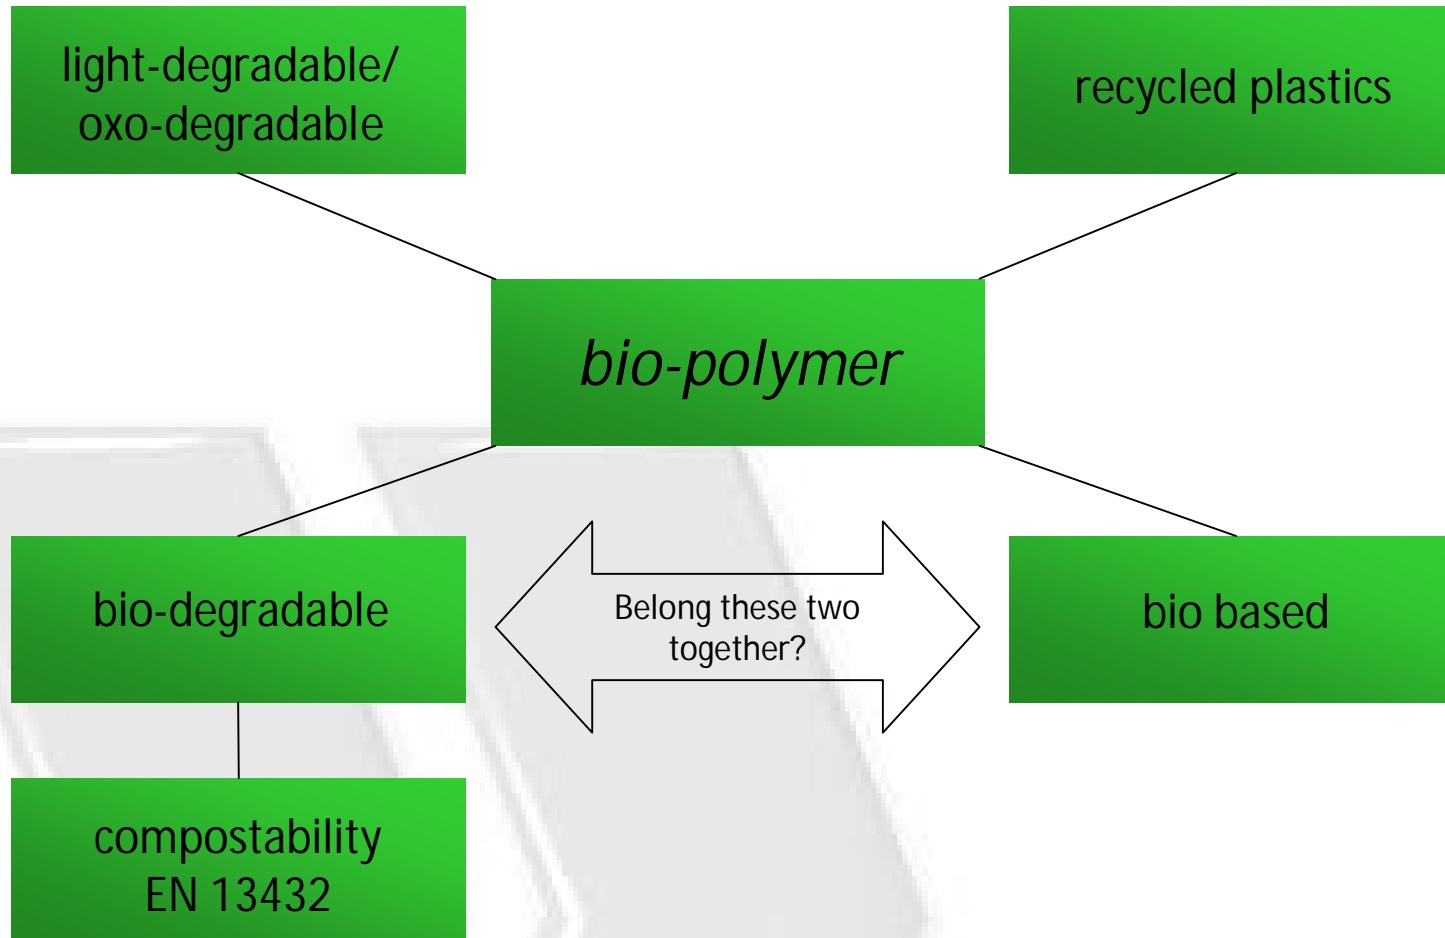 light-degradable/
oxo-degradable
recycled plastics
bio-polymer
bio-degradable
Belong these two
together?
bio based
compostability
EN 13432